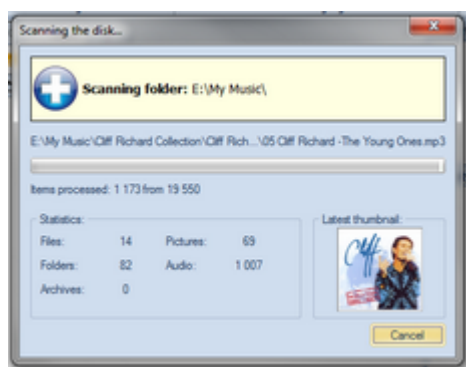 Scanning the disk...
Scanning folder: E:\My Music\
E:\My Music\Cliff Richard Collection\Cliff Rich...\05 Cliff Richard -The Young Ones.mp3
Items processed: 1 173 from 19 550
Statistics:
Files: 14 Pictures: 69
Folders: 82 Audio: 1 007
Archives: 0
Latest thumbnail:
Cliff
Cancel